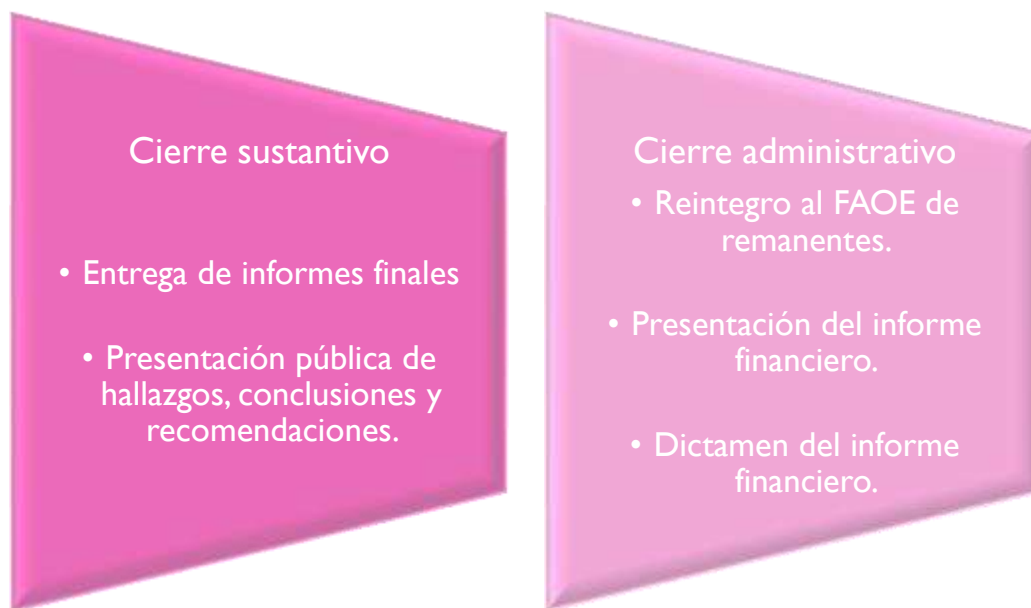 Cierre sustantivo
• Entrega de informes finales
• Presentación pública de
hallazgos, conclusiones y
recomendaciones.
Cierre administrativo
• Reintegro al FAOE de
remanentes.
• Presentación del informe
financiero.
• Dictamen del informe
financiero.